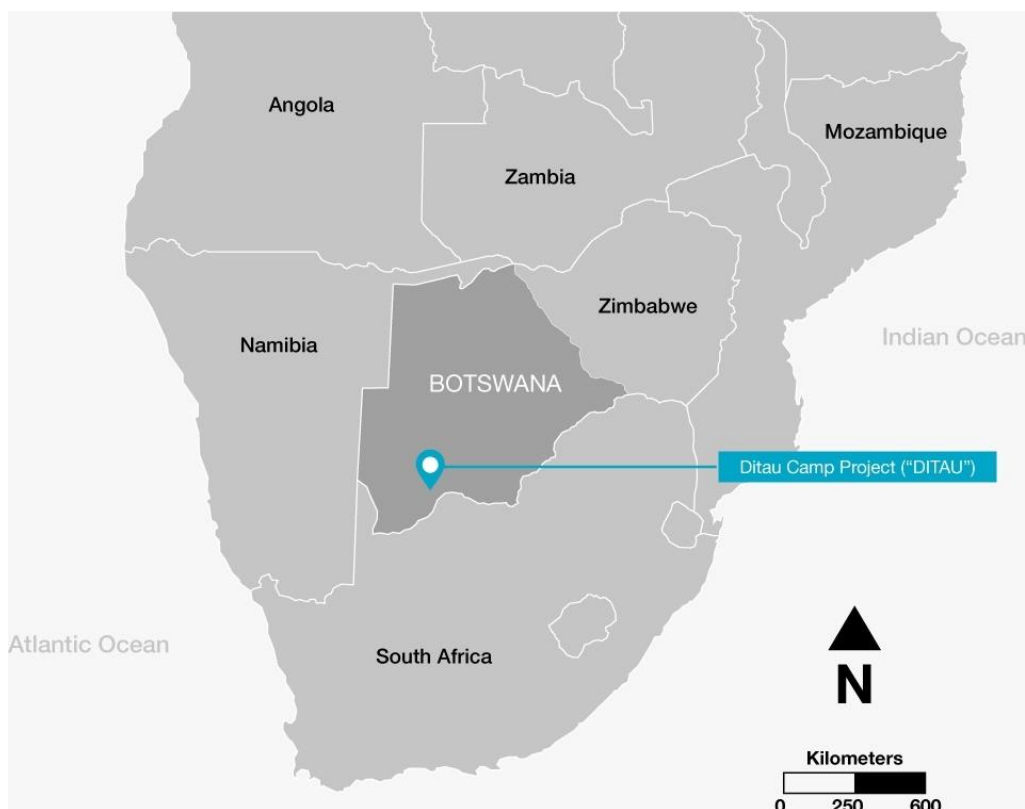 Angola
Mozambique
Zambia
Zimbabwe
Namibia
Indian Ocean
BOTSWANA
Ditau Camp Project (“DITAU”)
Atlantic Ocean
South Africa
N
Kilometers
0 250 600